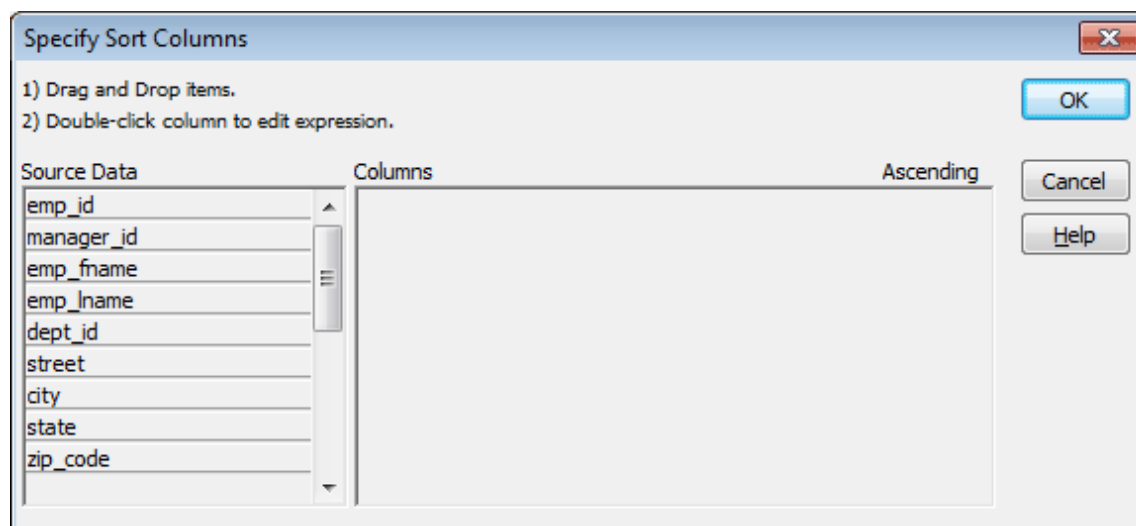 Specify Sort Columns
1) Drag and Drop items.
2) Double-click column to edit expression.
OK
Source Data Columns Ascending
Cancel
Help
emp_id
manager_id
emp_fname
emp_lname
dept_id
street
city
state
zip_code